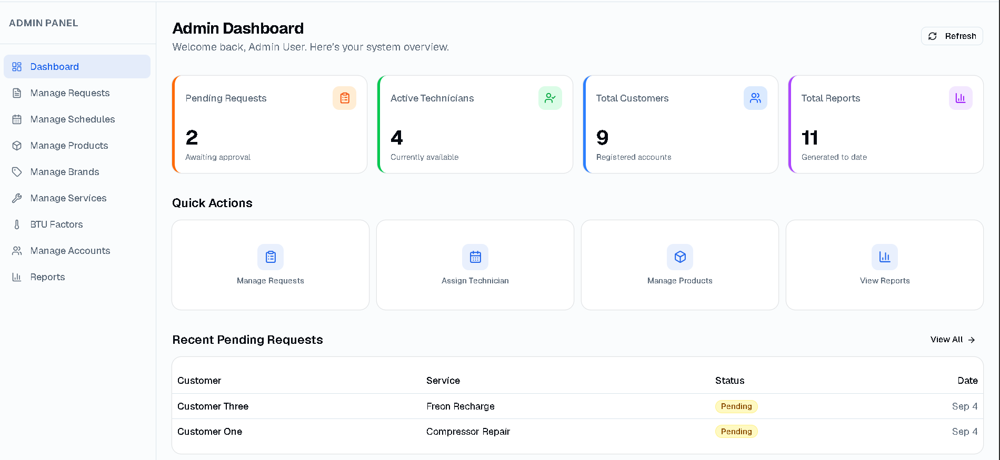 ADMIN PANEL
Dashboard
Manage Requests
Manage Schedules
Manage Products
Manage Brands
Manage Services
BTU Factors
Manage Accounts
Reports
Admin Dashboard
Welcome back, Admin User. Here's your system overview.
Refresh
Pending Requests
2
Awaiting approval
Active Technicians
4
Currently available
Total Customers
9
Registered accounts
Total Reports
11
Generated to date
Quick Actions
Manage Requests
Assign Technician
Manage Products
View Reports
Recent Pending Requests
View All
Customer Service Status Date
Customer Three Freon Recharge Pending Sep 4
Customer One Compressor Repair Pending Sep 4